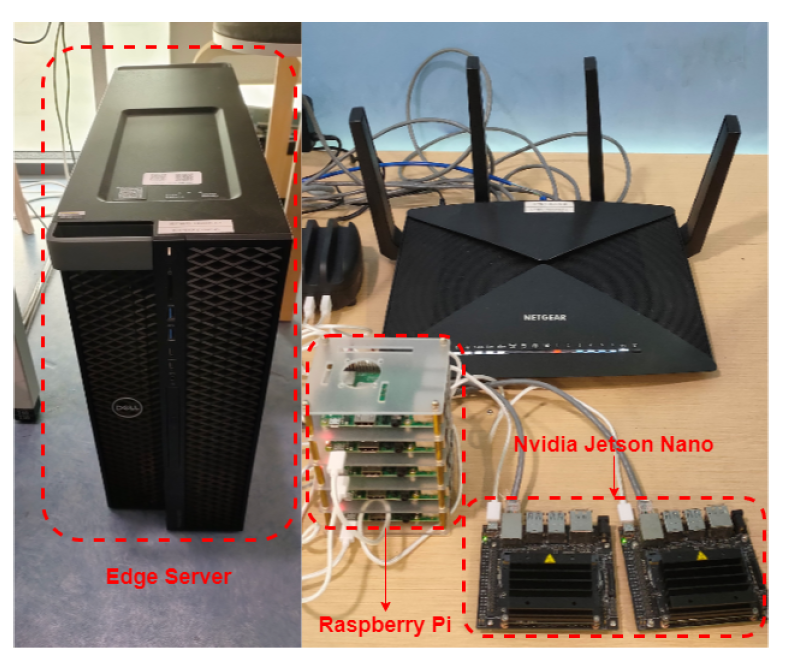 DELL
Edge Server
NETGEAR
Nvidia Jetson Nano
Raspberry Pi